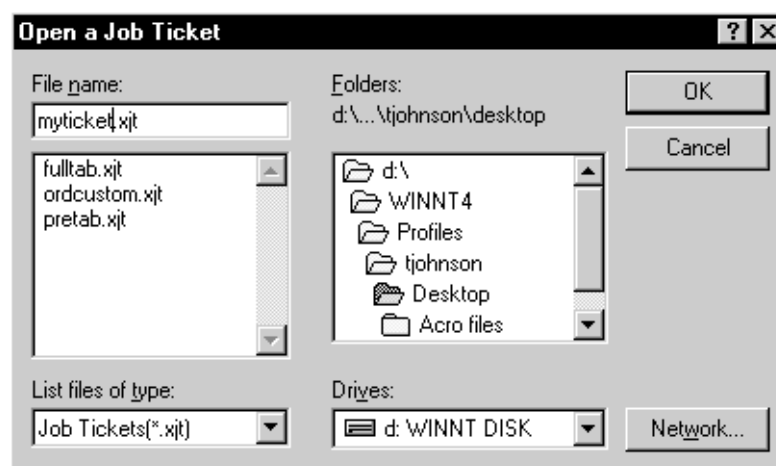 Open a Job Ticket
File name:
myticket.xjt
fulltab.xjt
ordcustom.xjt
pretab.xjt
List files of type:
Job Tickets(*.xjt)
Folders:
d:\...\tjohnson\desktop
d:\
WINNT4
Profiles
tjohnson
Desktop
Acro files
Drives:
d: WINNT DISK
OK
Cancel
Network...